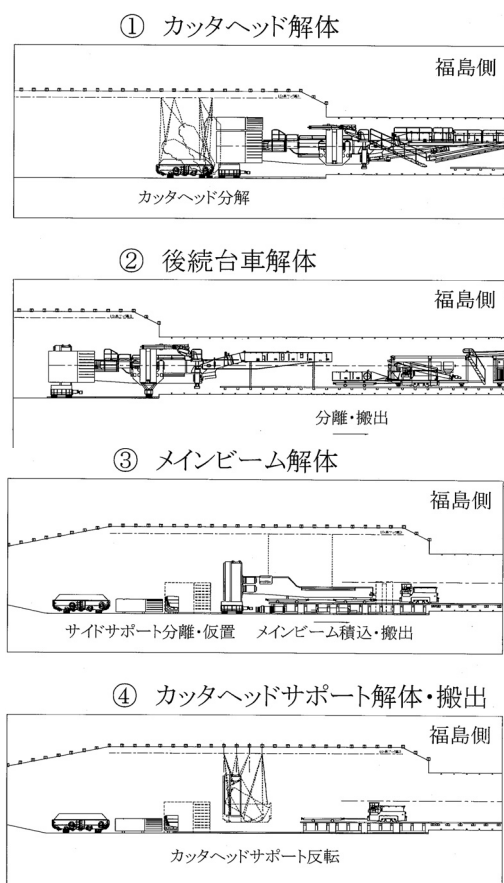 ① カッタヘッド解体
福島側
カッタヘッド分解
② 後続台車解体
福島側
分離・搬出
③ メインビーム解体
福島側
サイドサポート分離・仮置 メインビーム積込・搬出
④ カッタヘッドサポート解体・搬出
福島側
カッタヘッドサポート反転